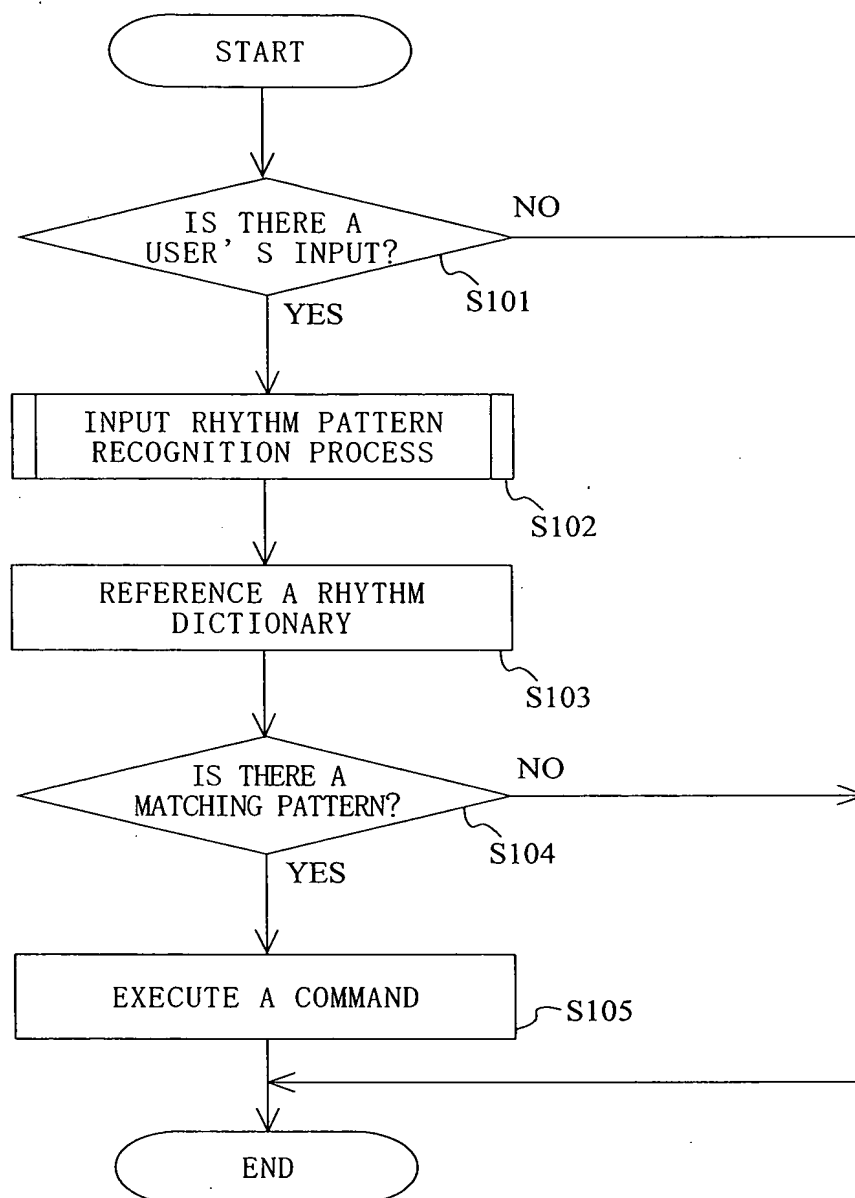 START
IS THERE A
USER' S INPUT?
NO
S101
YES
INPUT RHYTHM PATTERN
RECOGNITION PROCESS
S102
REFERENCE A RHYTHM
DICTIONARY
S103
IS THERE A
MATCHING PATTERN?
NO
S104
YES
EXECUTE A COMMAND
S105
END